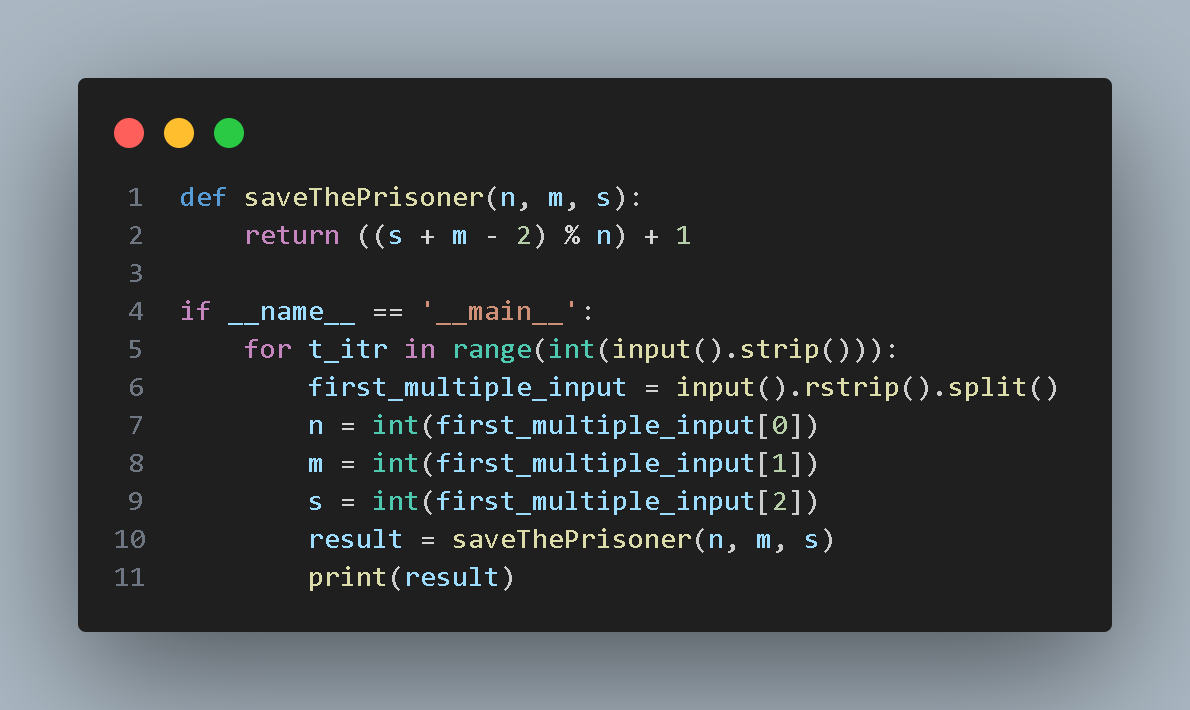 1 def saveThePrisoner(n, m, s):
2     return ((s + m - 2) % n) + 1
3
4 if __name__ == '__main__':
5     for t_itr in range(int(input().strip())):
6         first_multiple_input = input().rstrip().split()
7         n = int(first_multiple_input[0])
8         m = int(first_multiple_input[1])
9         s = int(first_multiple_input[2])
10         result = saveThePrisoner(n, m, s)
11         print(result)